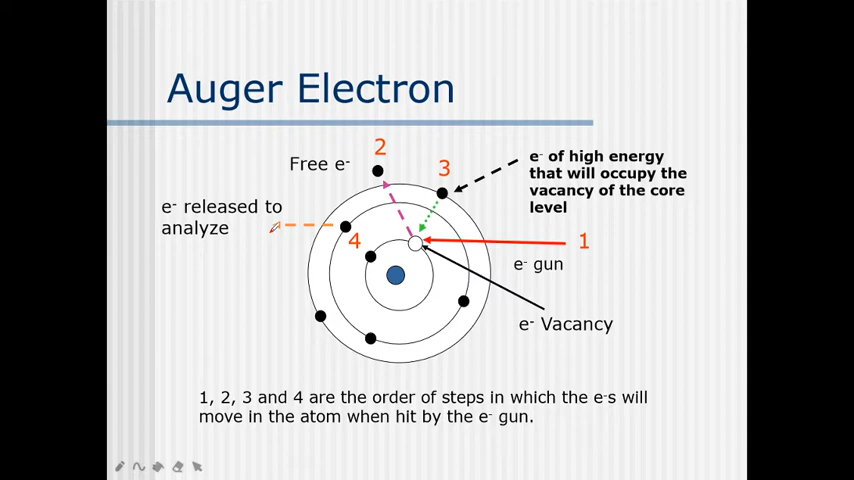 Auger Electron
2
Free e-
3
e- of high energy
that will occupy the
vacancy of the core
level
e- released to
analyze
4
1
e- gun
e- Vacancy
1, 2, 3 and 4 are the order of steps in which the e-s will
move in the atom when hit by the e- gun.